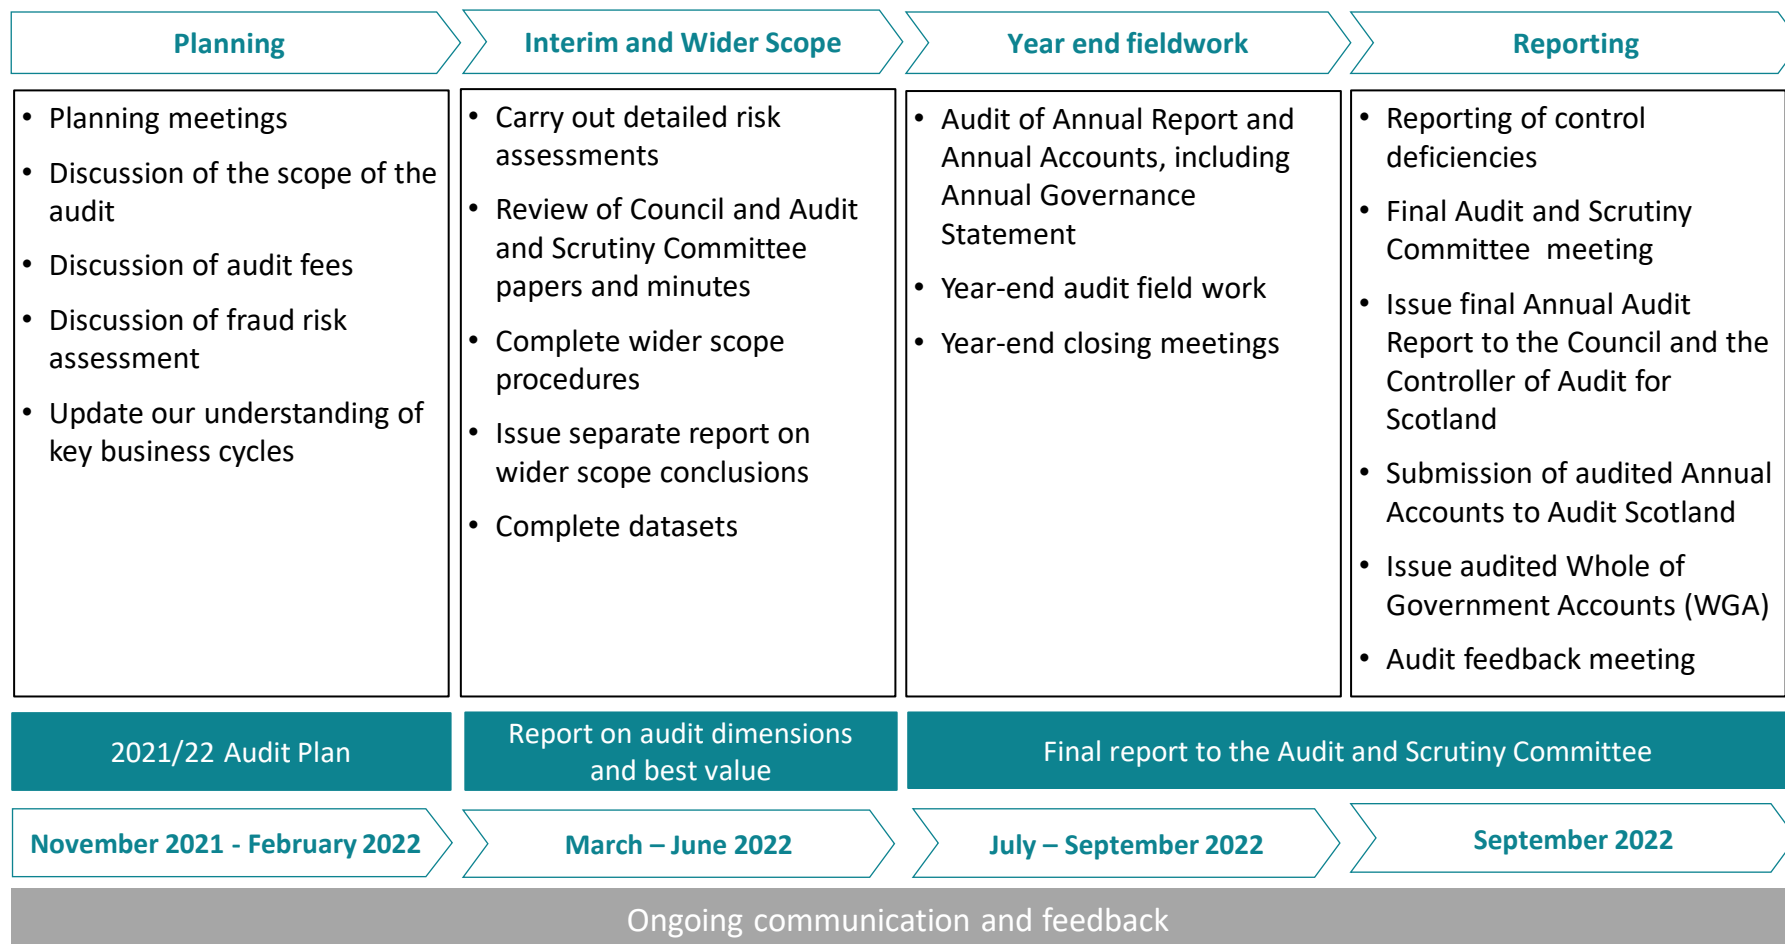 Planning
Interim and Wider Scope
Year end fieldwork
Reporting
• Planning meetings
• Discussion of the scope of the
audit
• Discussion of audit fees
• Discussion of fraud risk
assessment
• Update our understanding of
key business cycles
• Carry out detailed risk
assessments
• Review of Council and Audit
and Scrutiny Committee
papers and minutes
• Complete wider scope
procedures
• Issue separate report on
wider scope conclusions
• Complete datasets
• Audit of Annual Report and
Annual Accounts, including
Annual Governance
Statement
• Year-end audit field work
• Year-end closing meetings
• Reporting of control
deficiencies
• Final Audit and Scrutiny
Committee meeting
• Issue final Annual Audit
Report to the Council and the
Controller of Audit for
Scotland
• Submission of audited Annual
Accounts to Audit Scotland
• Issue audited Whole of
Government Accounts (WGA)
• Audit feedback meeting
2021/22 Audit Plan
Report on audit dimensions
and best value
Final report to the Audit and Scrutiny Committee
November 2021 - February 2022
March – June 2022
July – September 2022
September 2022
Ongoing communication and feedback